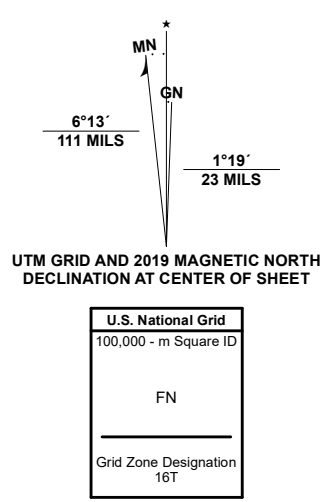 MN
GN
6°13´
111 MILS
1°19´
23 MILS
UTM GRID AND 2019 MAGNETIC NORTH
DECLINATION AT CENTER OF SHEET
U.S. National Grid
100,000 - m Square ID
FN
Grid Zone Designation
16T